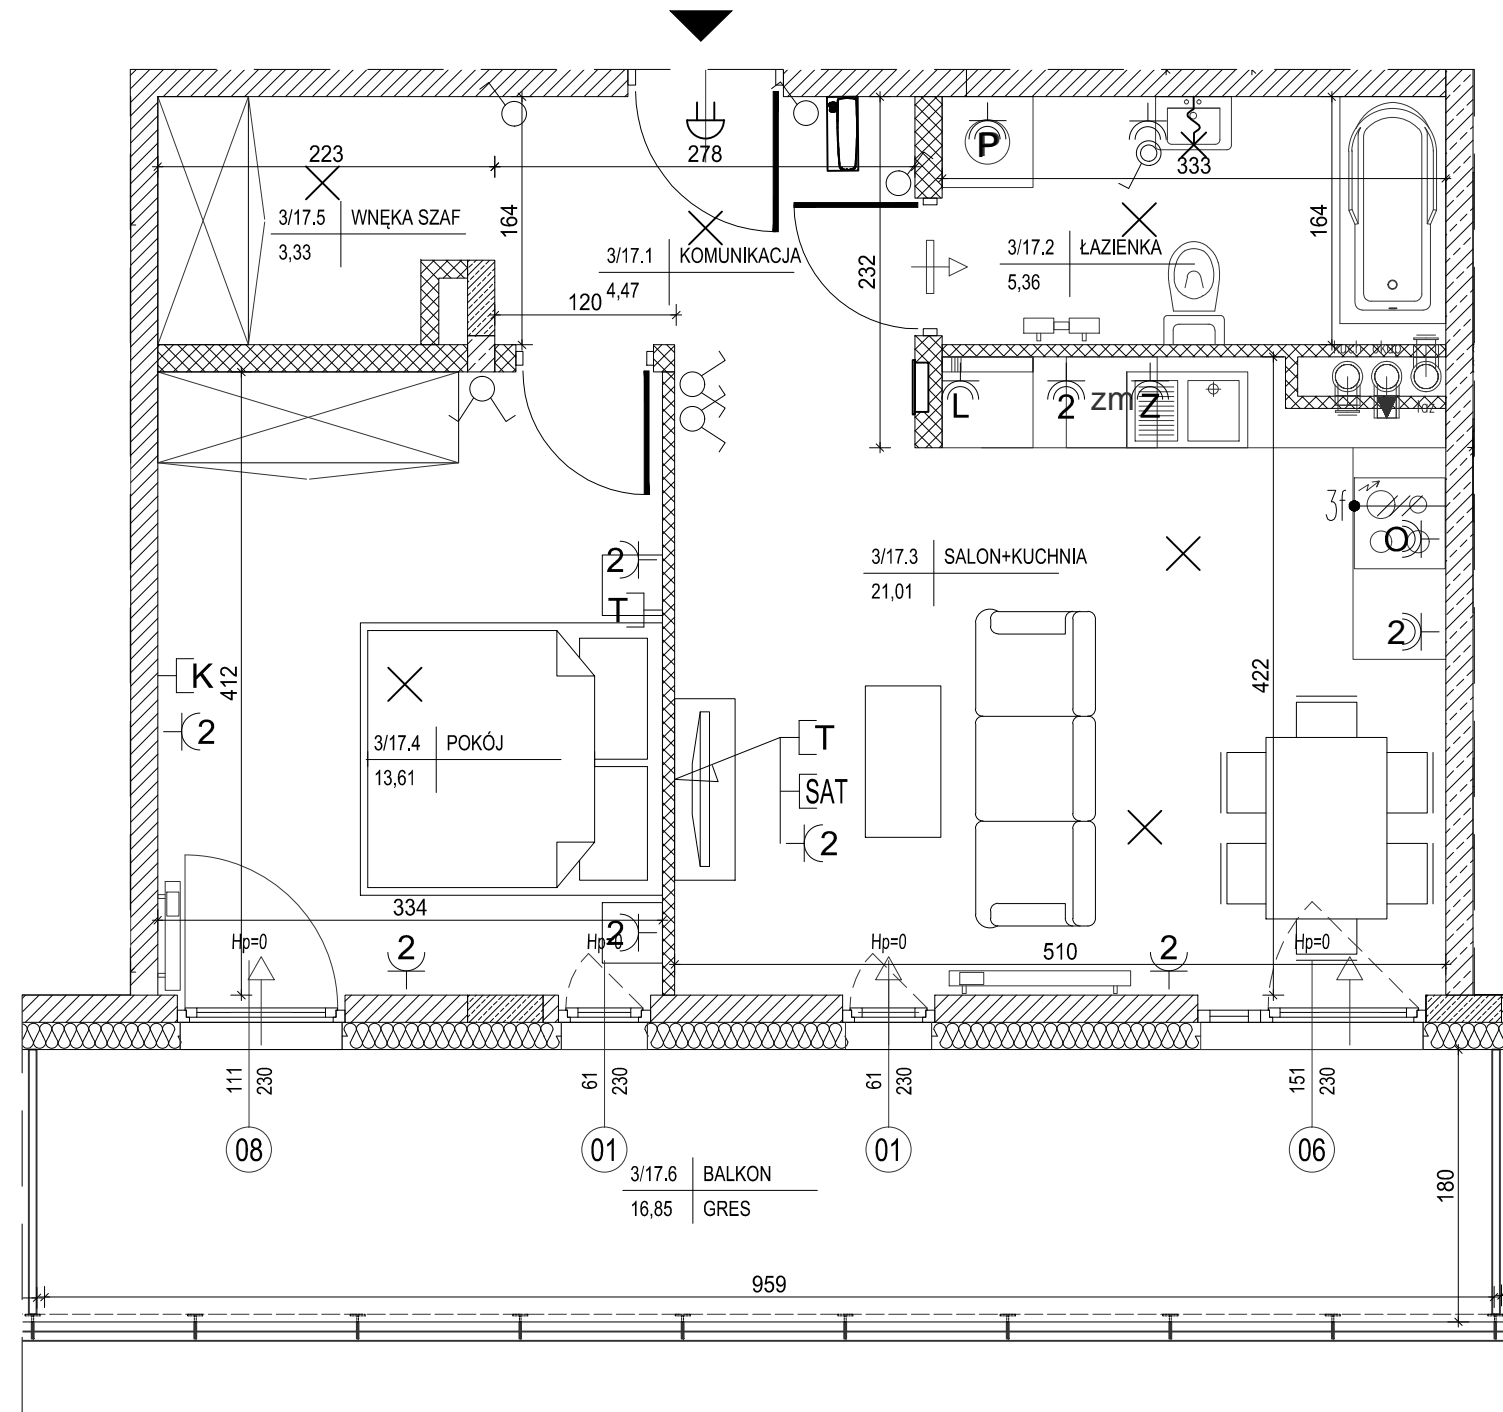 223
278
P
333
3/17.5 WNĘKA SZAF
3,33
164
3/17.1 KOMUNIKACJA
4,47
120
232
3/17.2 ŁAZIENKA
5,36
164
L
2
zm
Z
3f
O
2
3/17.3 SALON+KUCHNIA
21,01
2
T
K
412
2
3/17.4 POKÓJ
13,61
T
SAT
2
422
334
2
2
510
2
Hp=0
Hp=0
Hp=0
Hp=0
111
230
61
230
61
230
151
230
08
01
01
06
3/17.6 BALKON
16,85 GRES
180
959